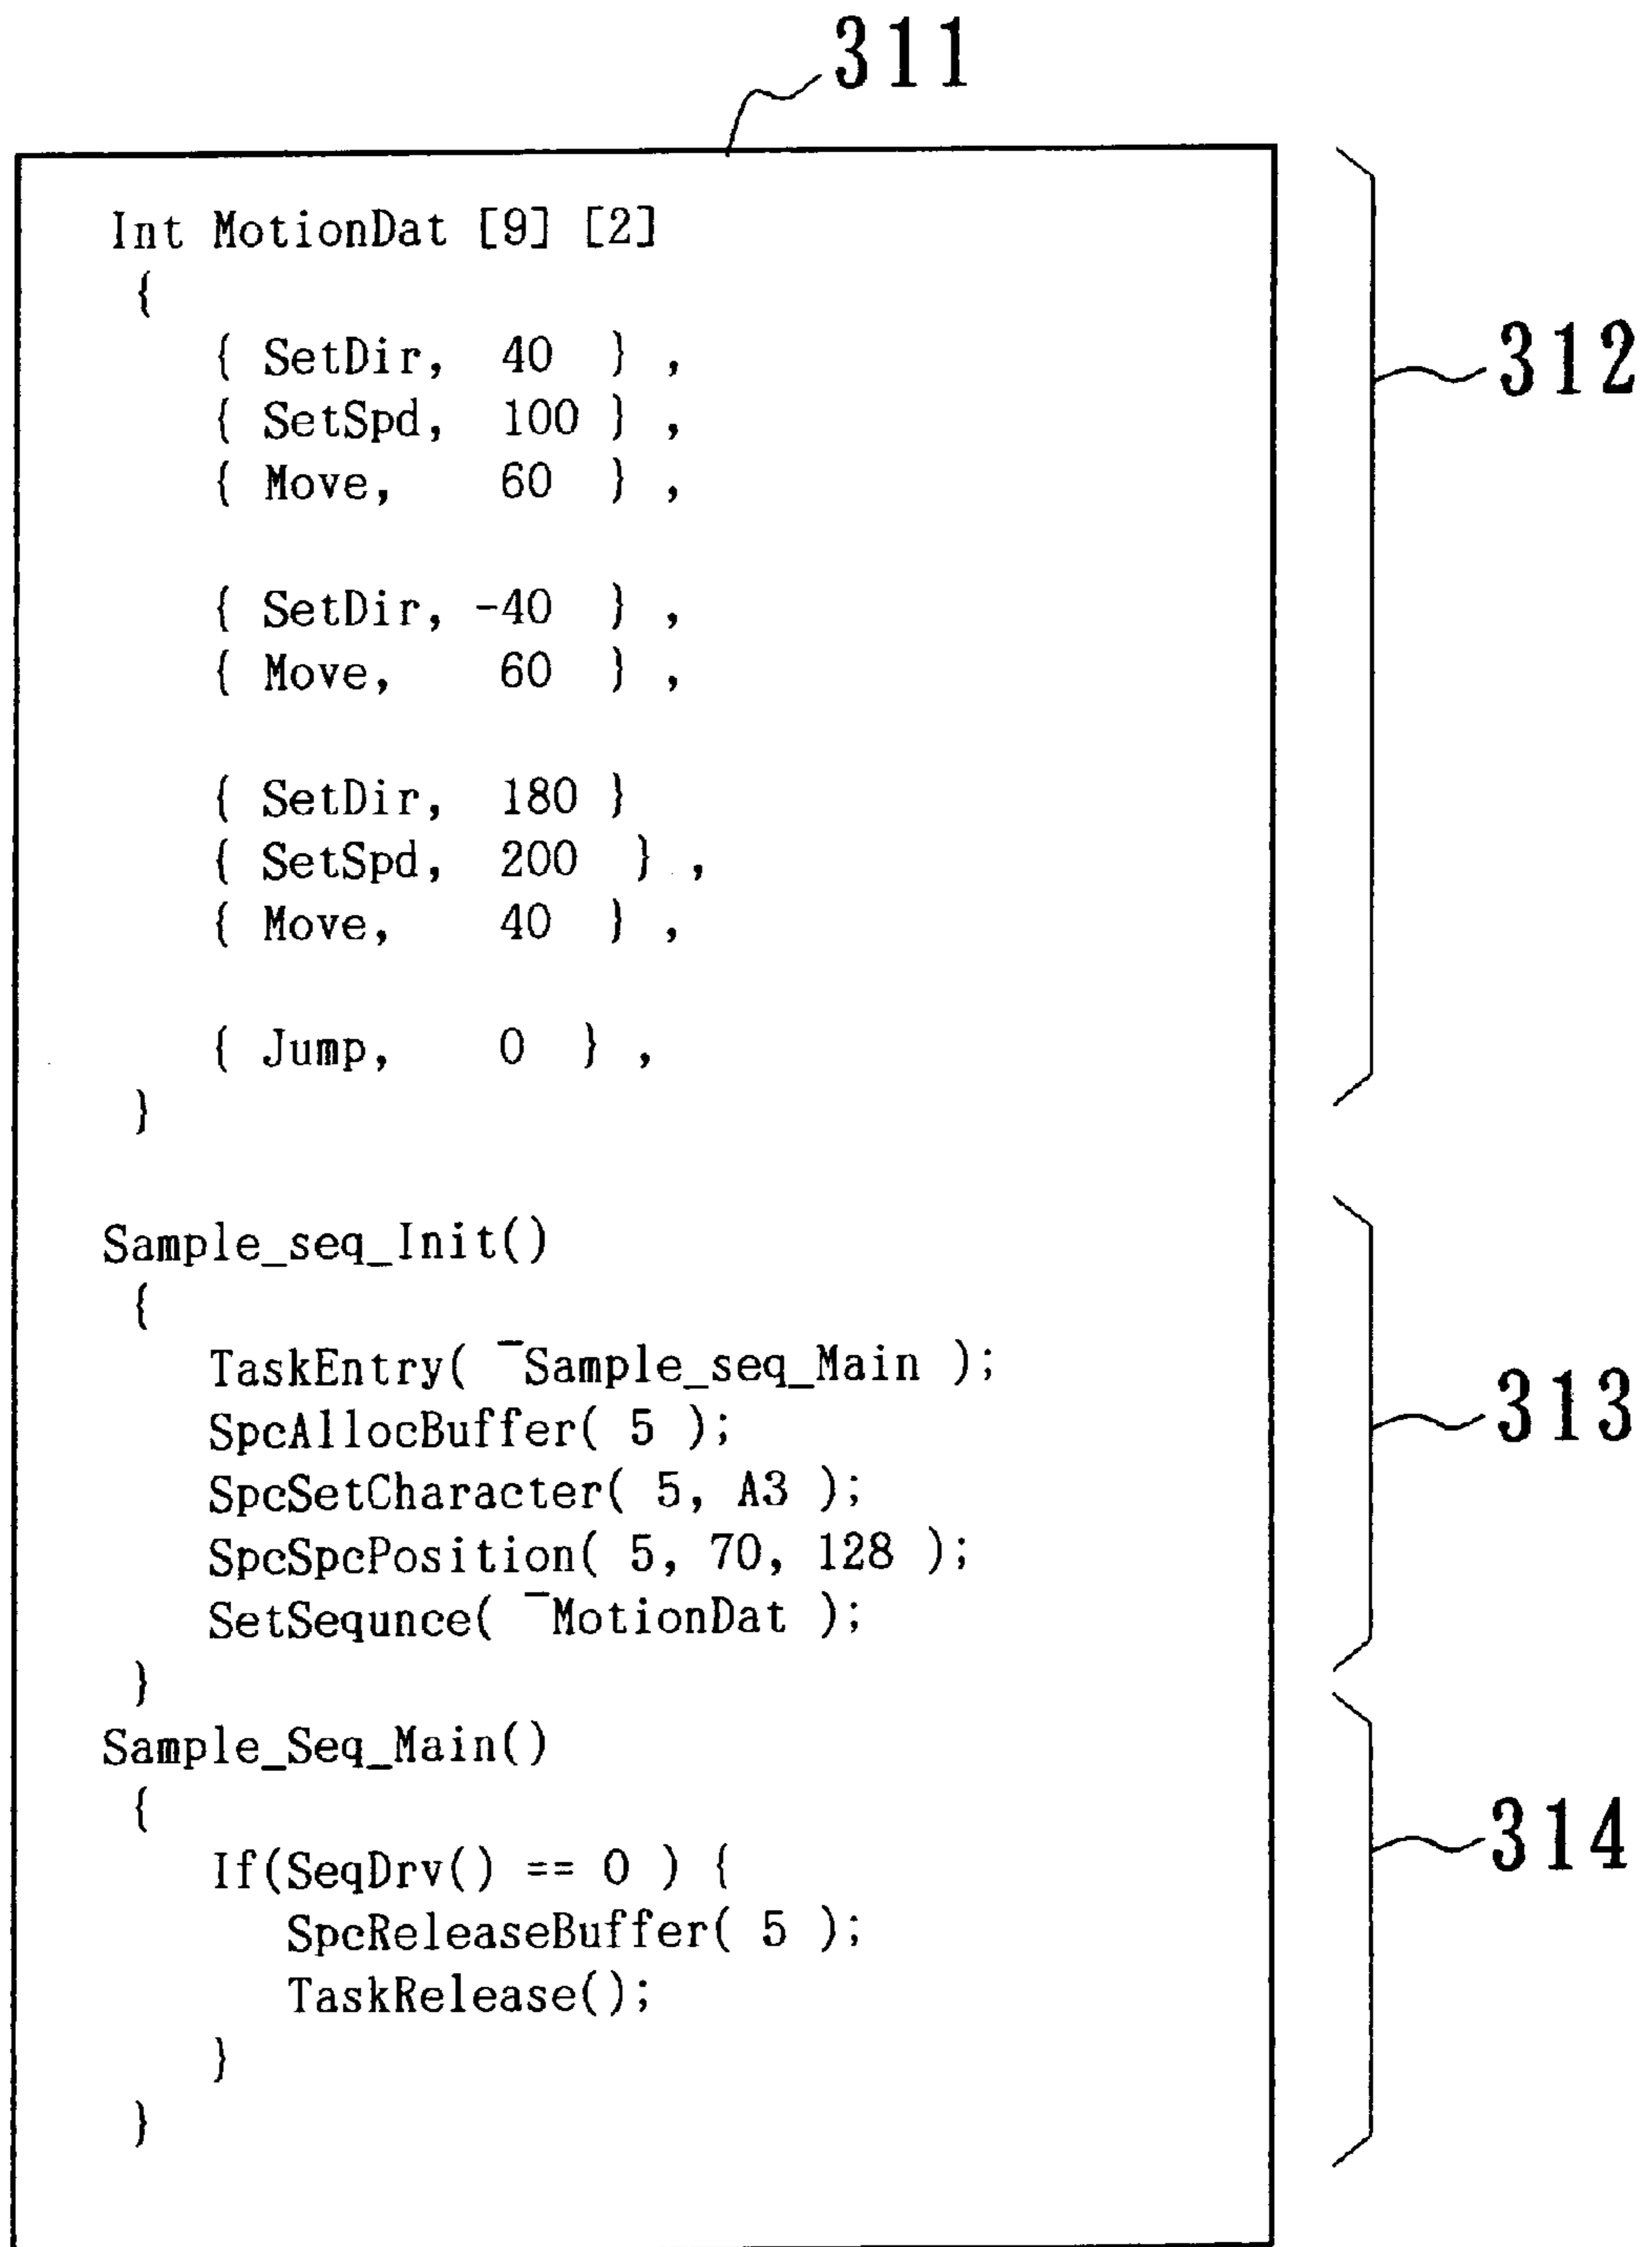 311
Int MotionDat [9] [2]
{
{ SetDir, 40 } ,
{ SetSpd, 100 } ,
{ Move, 60 } ,
312
{ SetDir, -40 } ,
{ Move, 60 } ,
{ SetDir, 180 }
{ SetSpd, 200 } ,
{ Move, 40 } ,
{ Jump, 0 } ,
}
Sample_seq_Init()
{
TaskEntry( ¯Sample_seq_Main );
SpcAllocBuffer( 5 );
313
SpcSetCharacter( 5, A3 );
SpcSpcPosition( 5, 70, 128 );
SetSequnce( ¯MotionDat );
}
Sample_Seq_Main()
{
314
If(SeqDrv() == 0 ) {
SpcReleaseBuffer( 5 );
TaskRelease();
}
}